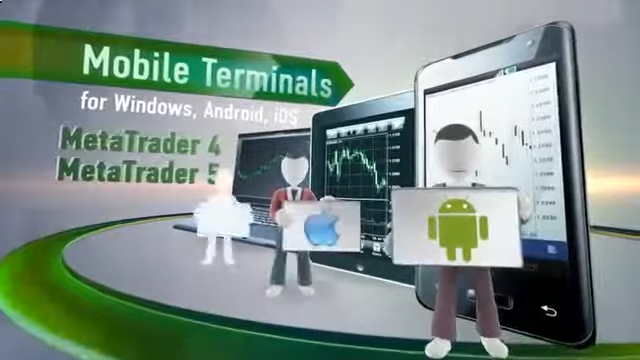 Mobile Terminals
for Windows, Android, iOS
MetaTrader 4
MetaTrader 5